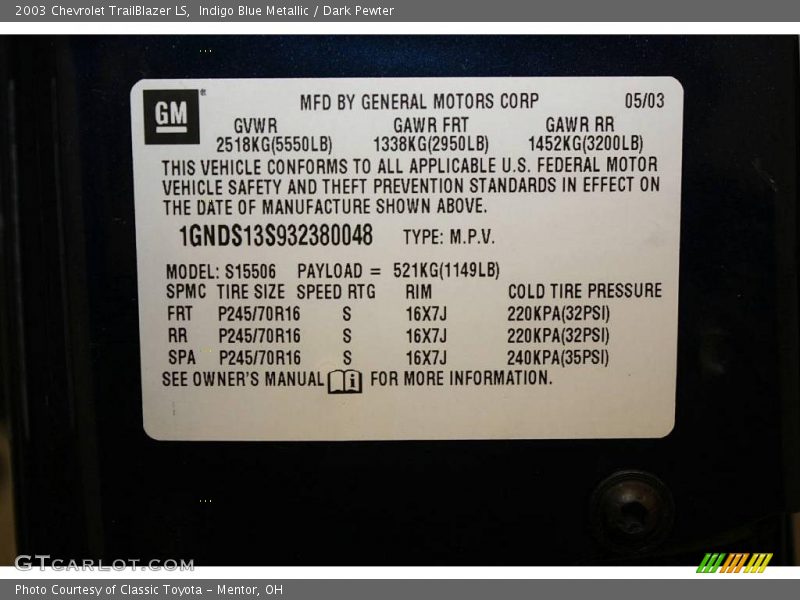 2003 Chevrolet TrailBlazer LS, Indigo Blue Metallic / Dark Pewter
GM ® MFD BY GENERAL MOTORS CORP 05/03
GVWR GAWR FRT GAWR RR
2518KG(5550LB) 1338KG(2950LB) 1452KG(3200LB)
THIS VEHICLE CONFORMS TO ALL APPLICABLE U.S. FEDERAL MOTOR
VEHICLE SAFETY AND THEFT PREVENTION STANDARDS IN EFFECT ON
THE DATE OF MANUFACTURE SHOWN ABOVE.
1GNDS13S932380048 TYPE: M.P.V.
MODEL: S15506 PAYLOAD = 521KG(1149LB)
SPMC TIRE SIZE SPEED RTG RIM COLD TIRE PRESSURE
FRT P245/70R16 S 16X7J 220KPA(32PSI)
RR P245/70R16 S 16X7J 220KPA(32PSI)
SPA P245/70R16 S 16X7J 240KPA(35PSI)
SEE OWNER'S MANUAL i FOR MORE INFORMATION.
GTCARLOT.COM
Photo Courtesy of Classic Toyota - Mentor, OH